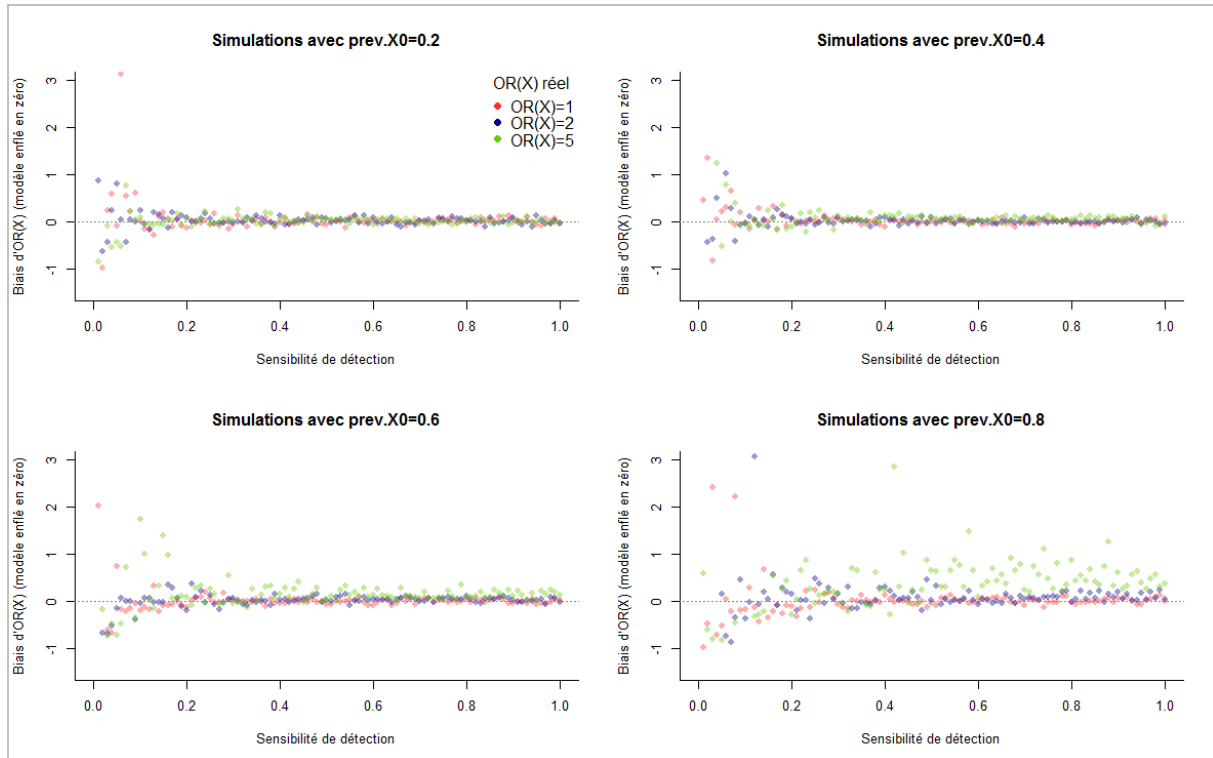 Simulations avec prev.X0=0.2
Biais d'OR(X) (modèle enflé en zéro)
3
2
1
0
-1
OR(X) réel
OR(X)=1
OR(X)=2
OR(X)=5
0.0 0.2 0.4 0.6 0.8 1.0
Sensibilité de détection
Simulations avec prev.X0=0.4
Biais d'OR(X) (modèle enflé en zéro)
3
2
1
0
-1
0.0 0.2 0.4 0.6 0.8 1.0
Sensibilité de détection
Simulations avec prev.X0=0.6
Biais d'OR(X) (modèle enflé en zéro)
3
2
1
0
-1
0.0 0.2 0.4 0.6 0.8 1.0
Sensibilité de détection
Simulations avec prev.X0=0.8
Biais d'OR(X) (modèle enflé en zéro)
3
2
1
0
-1
0.0 0.2 0.4 0.6 0.8 1.0
Sensibilité de détection